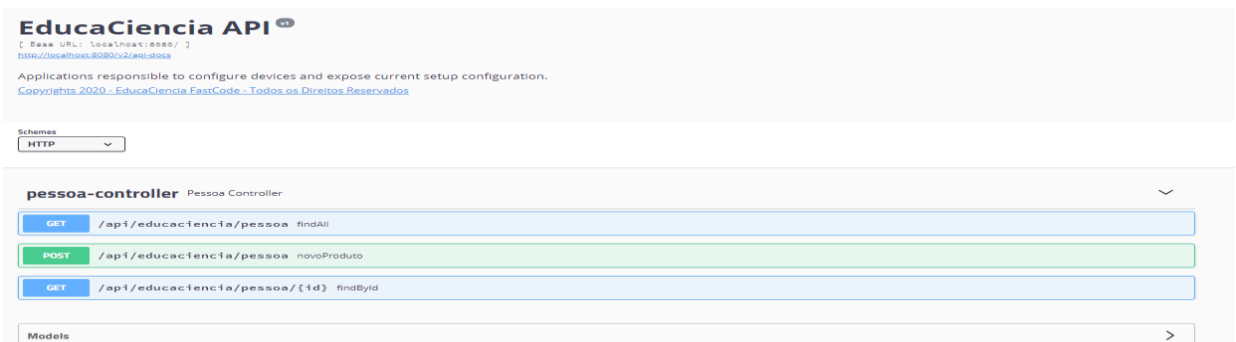 EducaCiencia API v1
[ Base URL: localhost:8080/ ]
http://localhost:8080/v2/api-docs
Applications responsible to configure devices and expose current setup configuration.
Copyrights 2020 - EducaCiencia FastCode - Todos os Direitos Reservados
Schemes
HTTP
pessoa-controller Pessoa Controller
GET /api/educaciencia/pessoa findAll
POST /api/educaciencia/pessoa novoProduto
GET /api/educaciencia/pessoa/{id} findById
Models